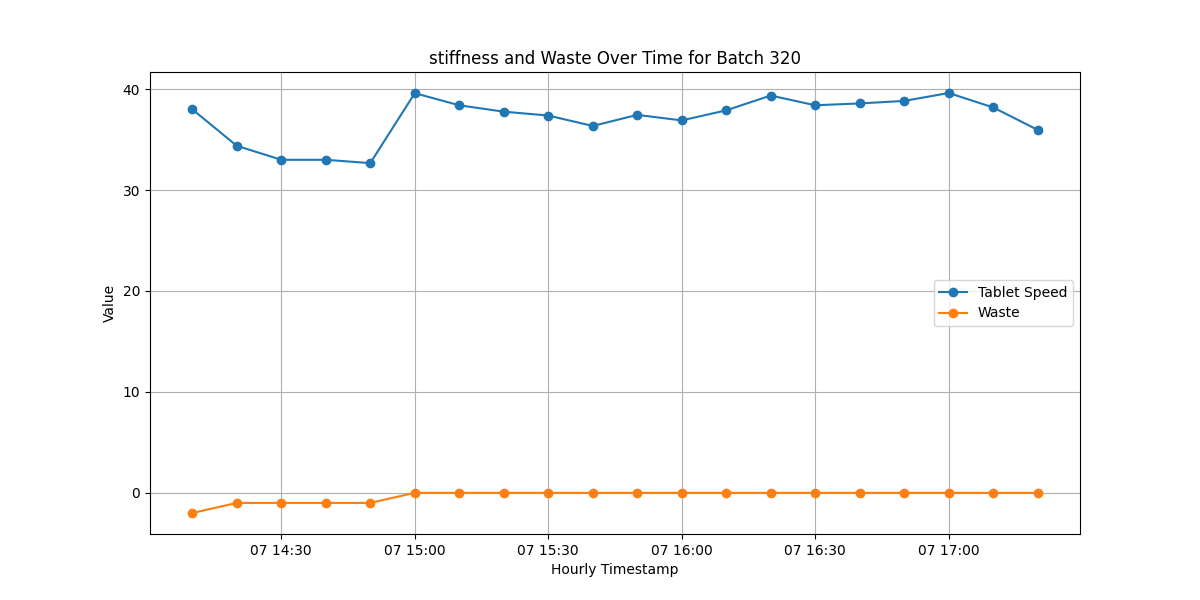 stiffness and Waste Over Time for Batch 320
40
30
20
10
0
Value
Tablet Speed
Waste
07 14:30 07 15:00 07 15:30 07 16:00 07 16:30 07 17:00
Hourly Timestamp